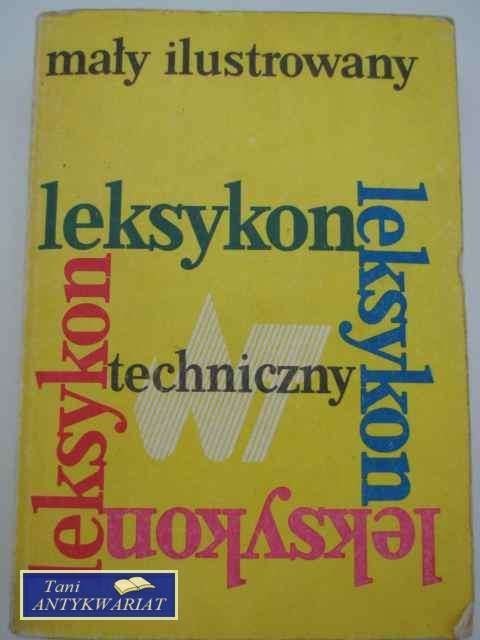 mały ilustrowany
leksykon
leksykon
techniczny
leksykon
leksykon
Tani
ANTYKWARIAT